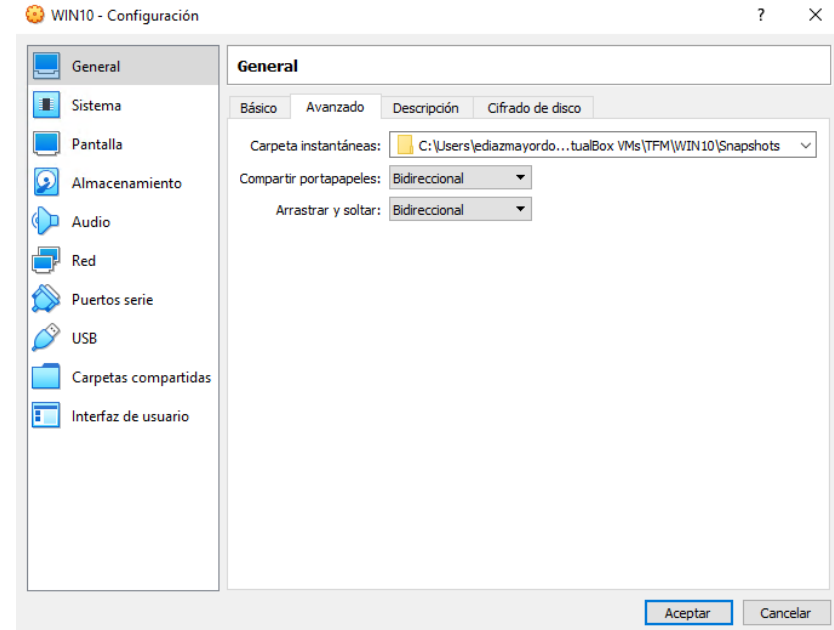 WIN10 - Configuración ? ×
General
Sistema
Pantalla
Almacenamiento
Audio
Red
Puertos serie
USB
Carpetas compartidas
Interfaz de usuario
General
Básico Avanzado Descripción Cifrado de disco
Carpeta instantáneas: C:\Users\ediazmayordo...tualBox VMs\TFM\WIN10\Snapshots
Compartir portapapeles: Bidireccional
Arrastrar y soltar: Bidireccional
Aceptar Cancelar